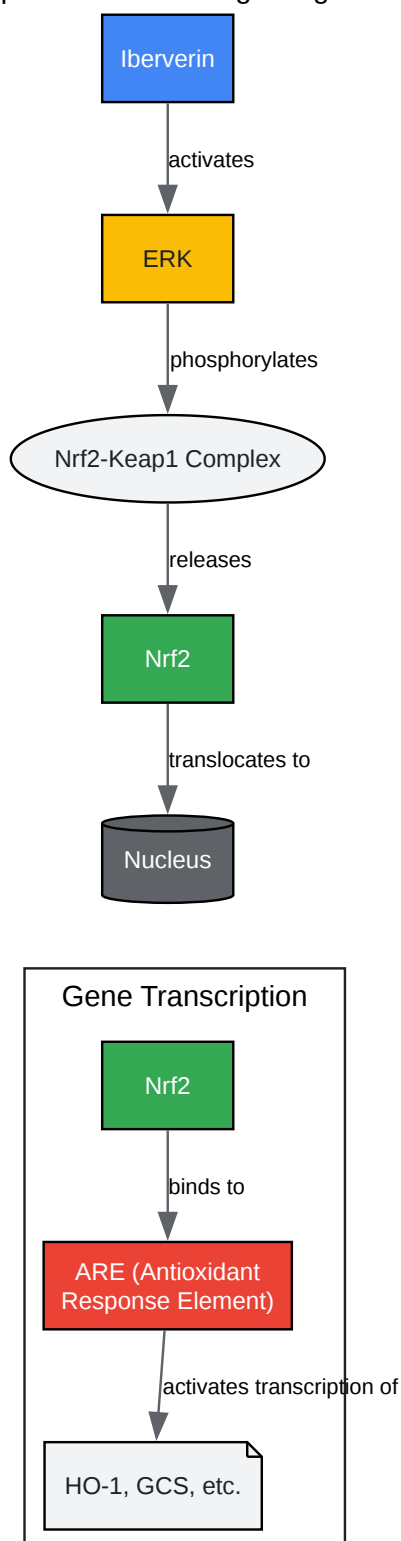 Iberverin
activates
ERK
phosphorylates
Nrf2-Keap1 Complex
releases
Nrf2
translocates to
Nucleus
Gene Transcription
Nrf2
binds to
ARE (Antioxidant
Response Element)
activates transcription of
HO-1, GCS, etc.